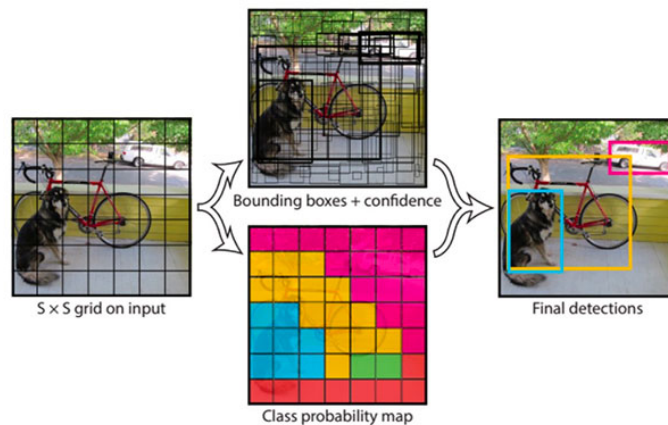 Bounding boxes + confidence
S × S grid on input
Final detections
Class probability map